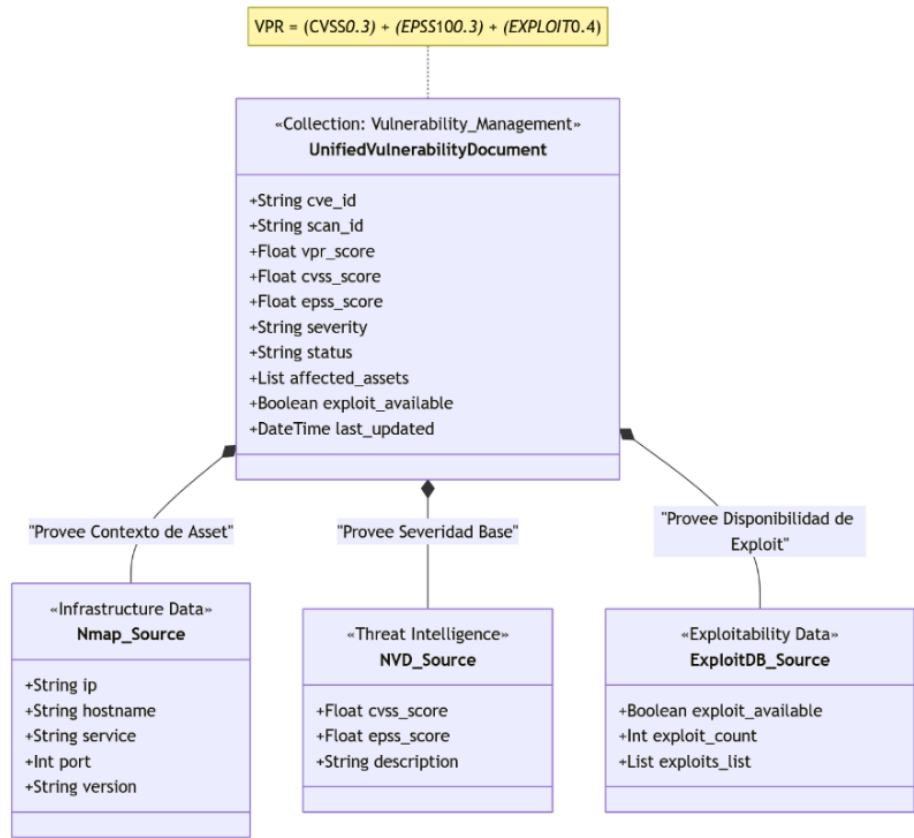 VPR = (CVSS0.3) + (EPSS100.3) + (EXPLOIT0.4)
«Collection: Vulnerability_Management»
UnifiedVulnerabilityDocument
+String cve_id
+String scan_id
+Float vpr_score
+Float cvss_score
+Float epss_score
+String severity
+String status
+List affected_assets
+Boolean exploit_available
+DateTime last_updated
"Provee Contexto de Asset"
"Provee Severidad Base"
"Provee Disponibilidad de
Exploit"
«Infrastructure Data»
Nmap_Source
+String ip
+String hostname
+String service
+Int port
+String version
«Threat Intelligence»
NVD_Source
+Float cvss_score
+Float epss_score
+String description
«Exploitability Data»
ExploitDB_Source
+Boolean exploit_available
+Int exploit_count
+List exploits_list